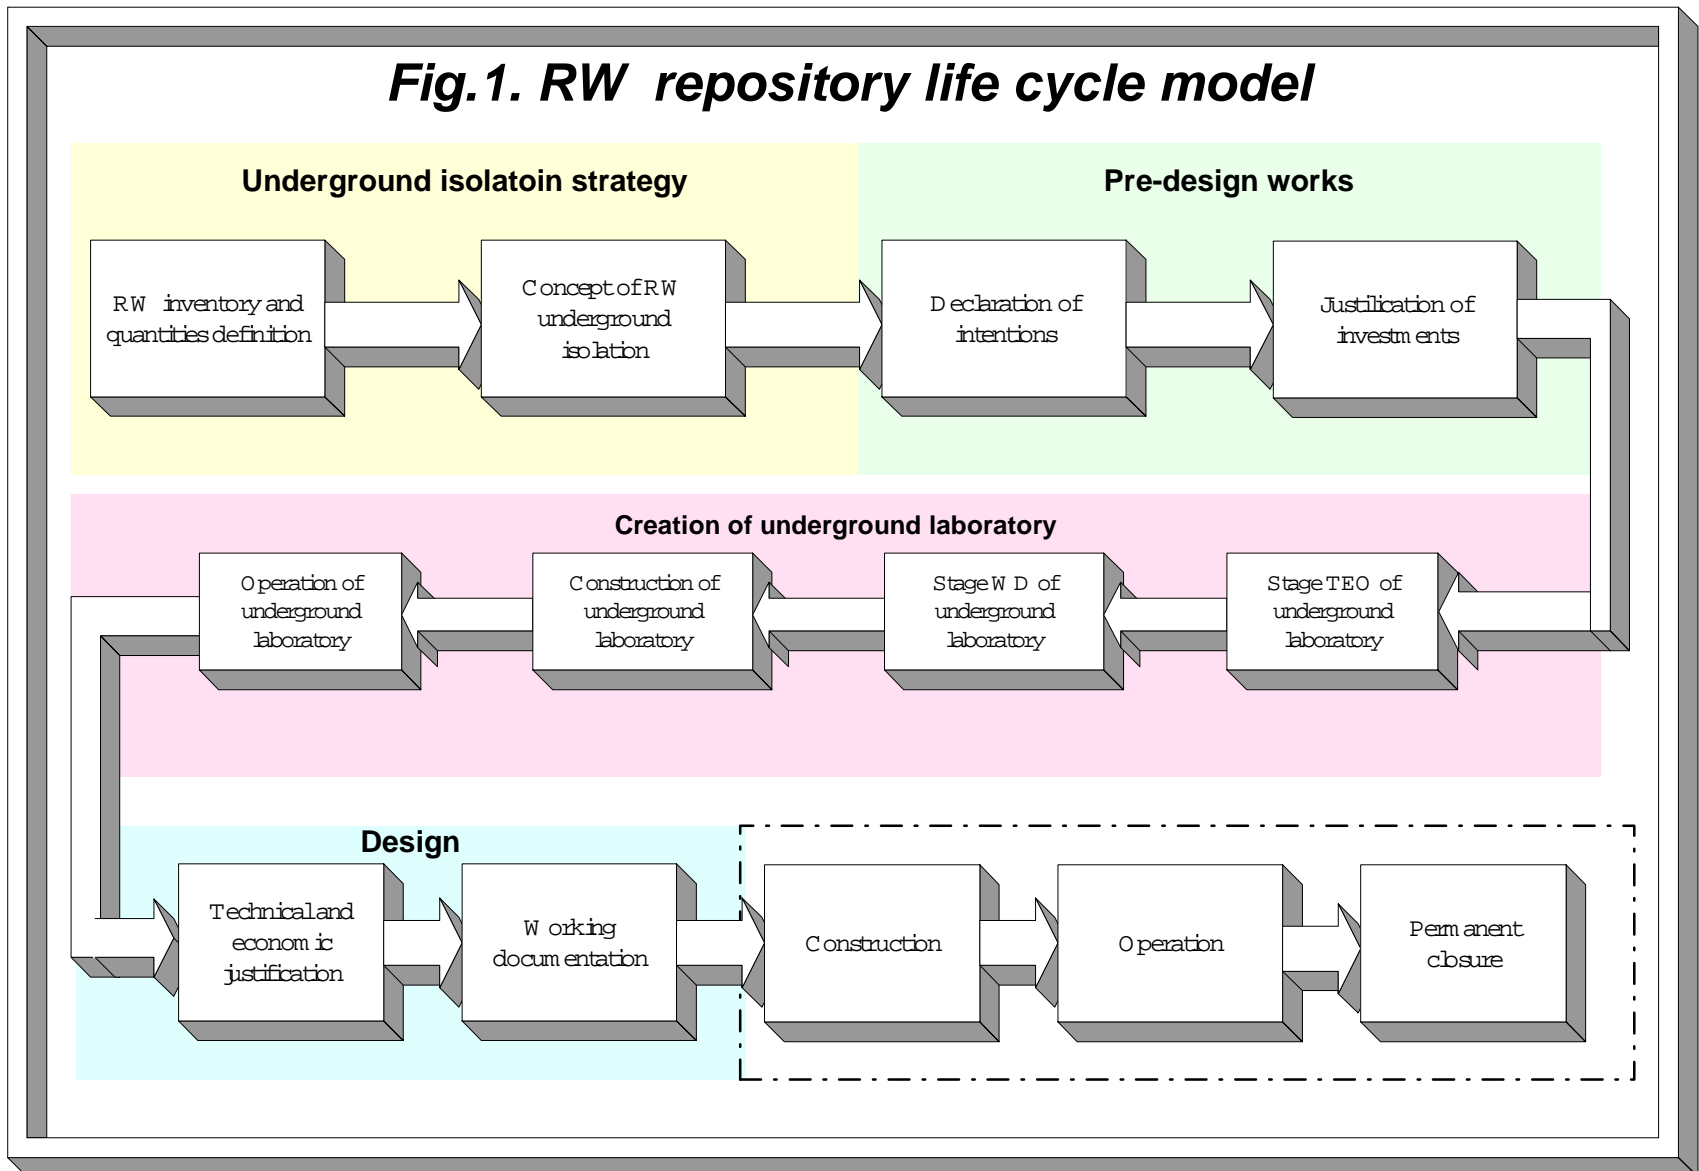 Fig.1. RW repository life cycle model
Underground isolatoin strategy
Pre-design works
RW inventory and
quantities definition
Concept of RW
underground
isolation
Declaration of
intentions
Justilication of
investments
Creation of underground laboratory
Operation of
underground
laboratory
Construction of
underground
laboratory
Stage WD of
underground
laboratory
Stage TEO of
underground
laboratory
Design
Technical and
economic
justification
Working
documentation
Construction
Operation
Permanent
closure